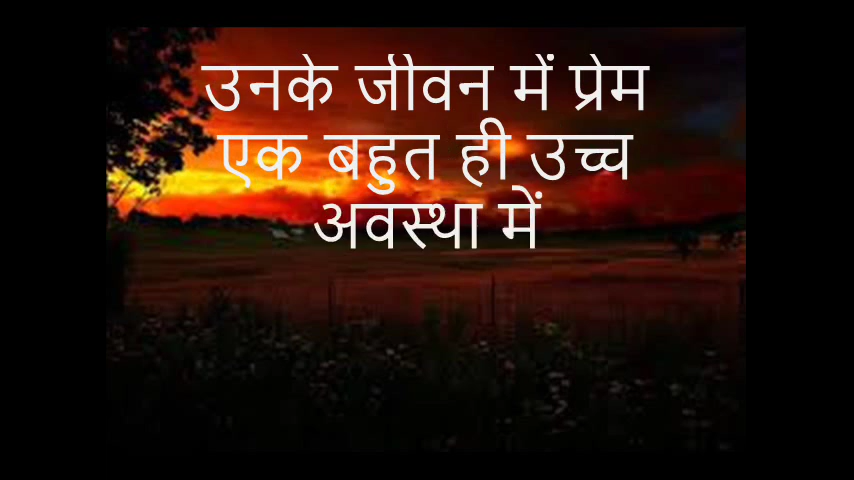 उनके जीवन में प्रेम
एक बहुत ही उच्च
अवस्था में